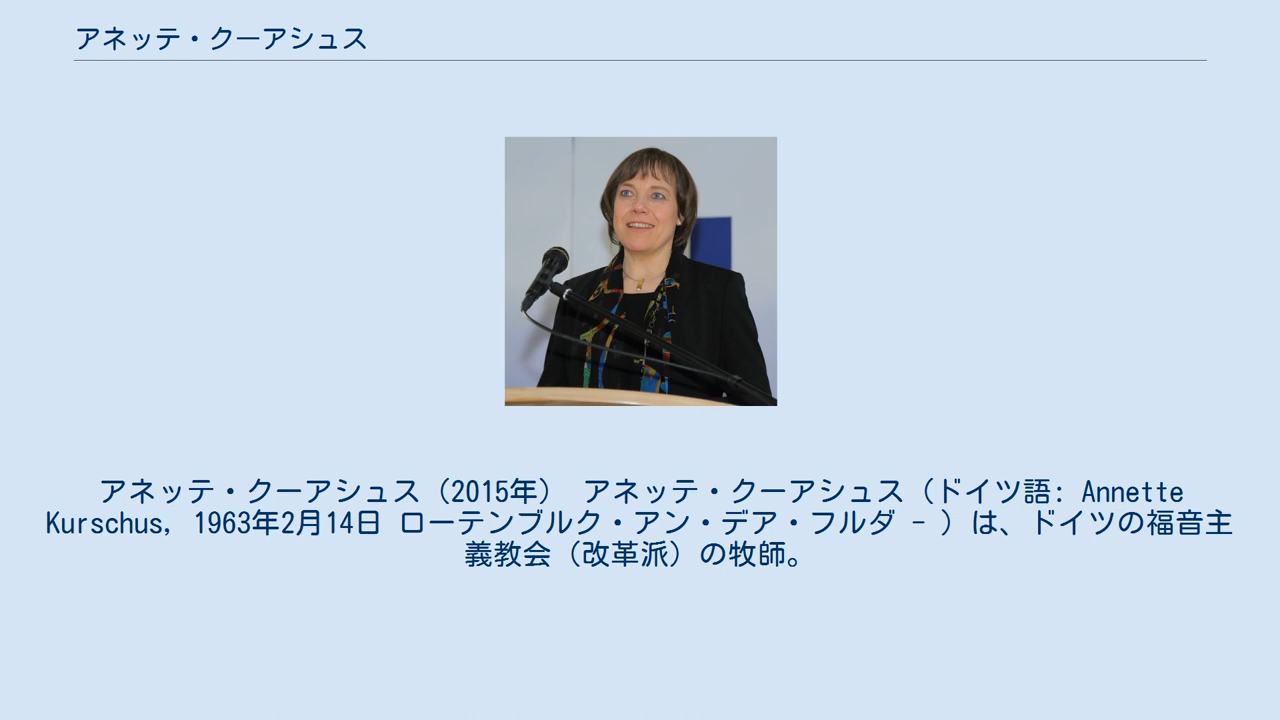 アネッテ・クーアシュス
アネッテ・クーアシュス（2015年） アネッテ・クーアシュス（ドイツ語: Annette
Kurschus, 1963年2月14日 ローテンブルク・アン・デア・フルダ - ）は、ドイツの福音主
義教会（改革派）の牧師。